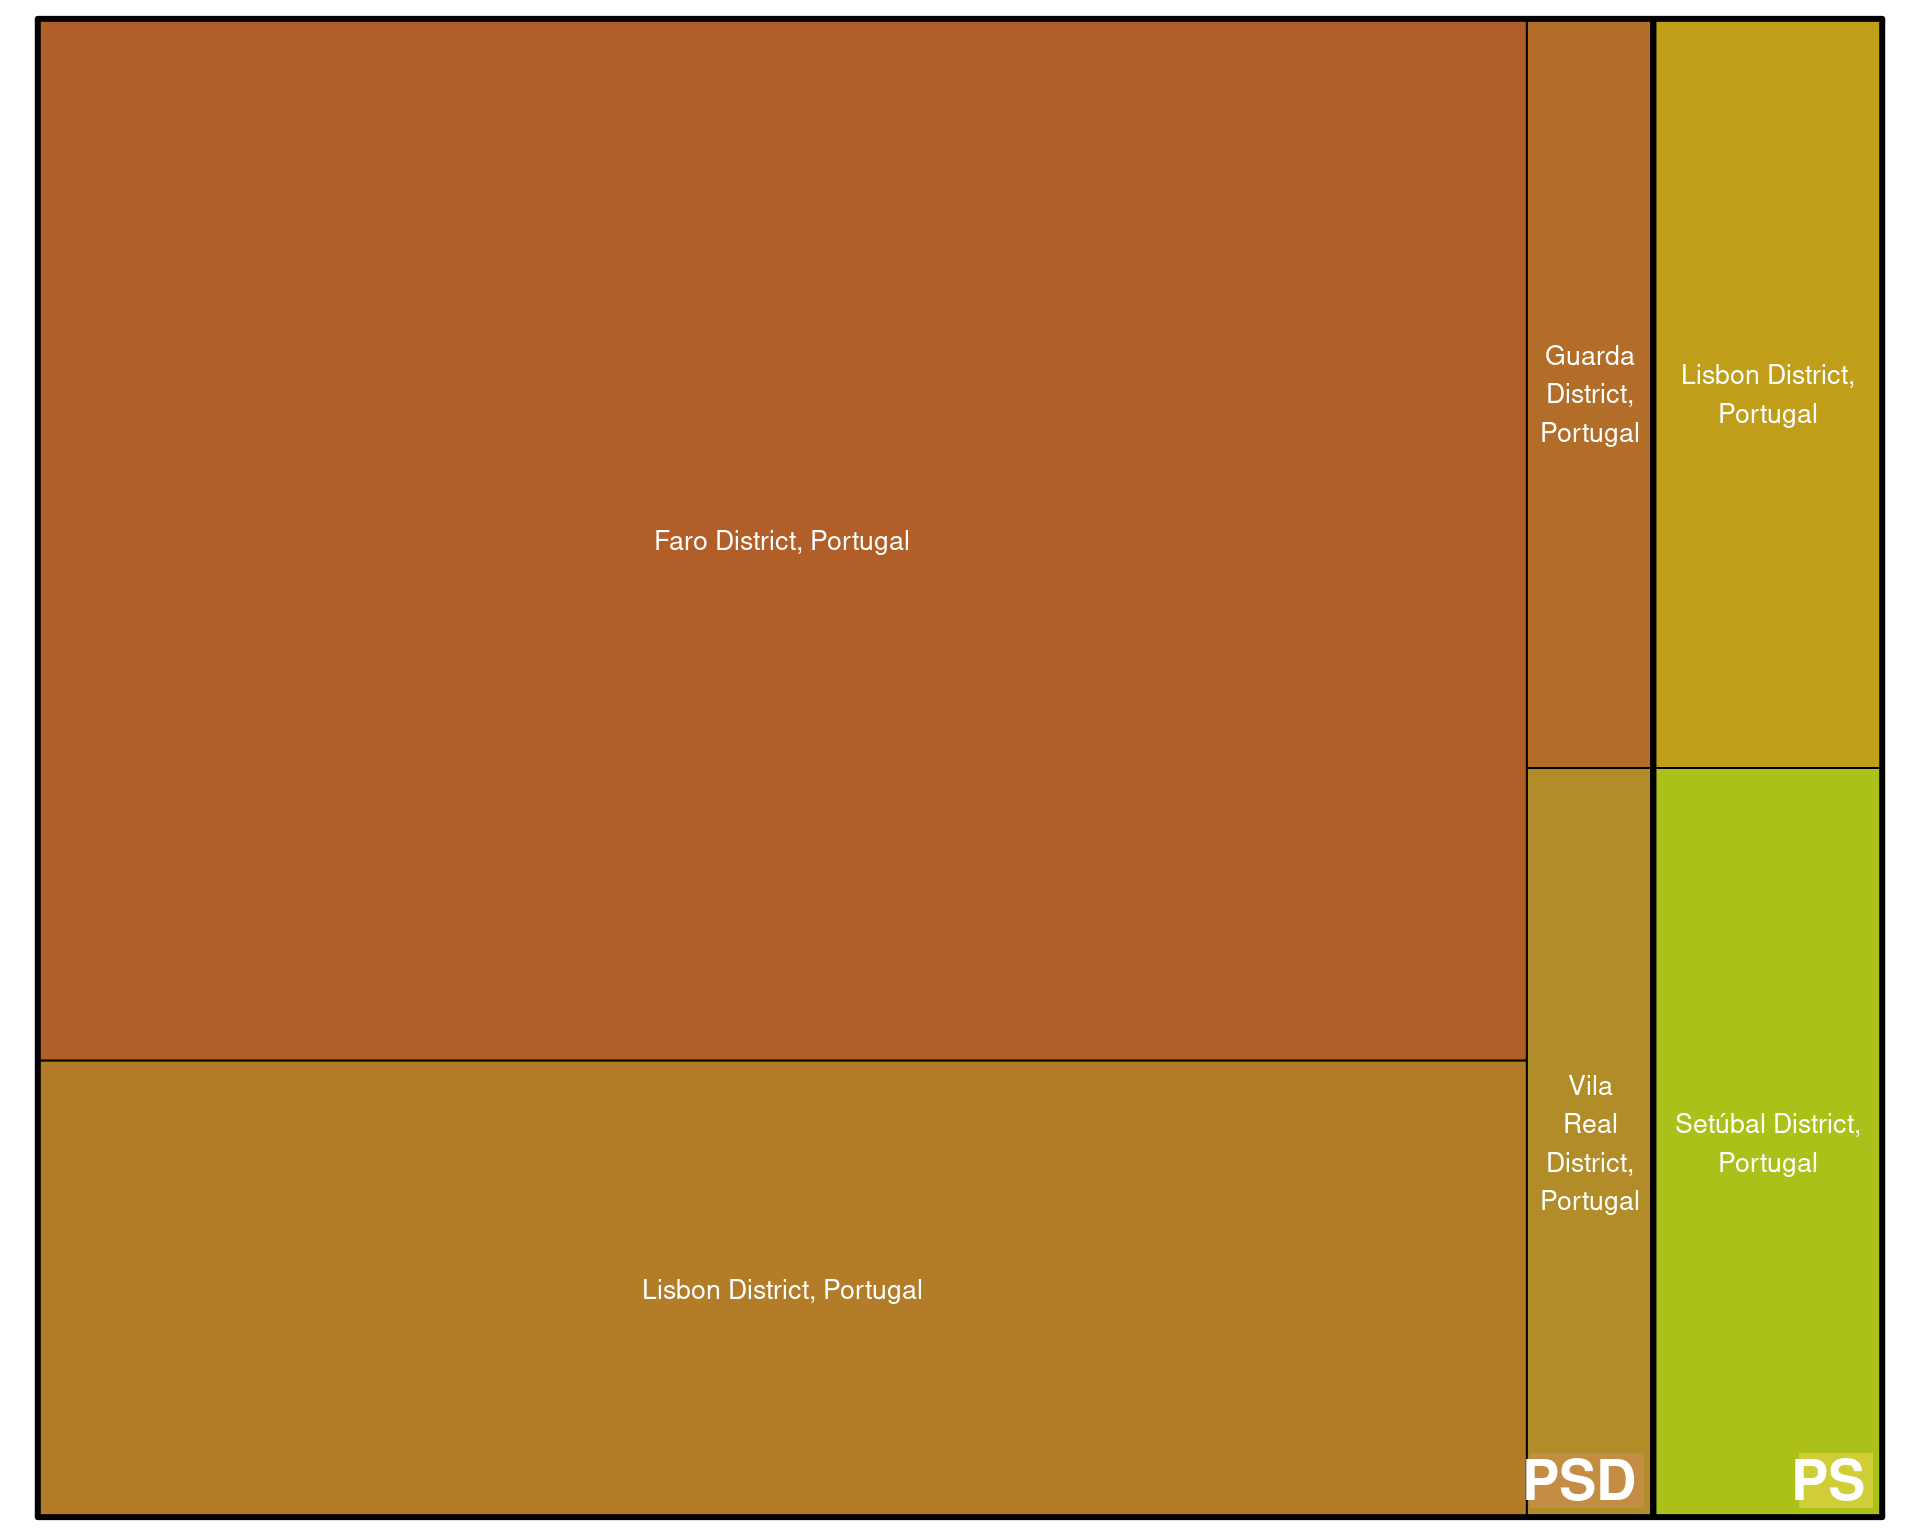 Faro District, Portugal
Lisbon District, Portugal
Guarda
District,
Portugal
Vila
Real
District,
Portugal
PSD
Lisbon District,
Portugal
Setúbal District,
Portugal
PS